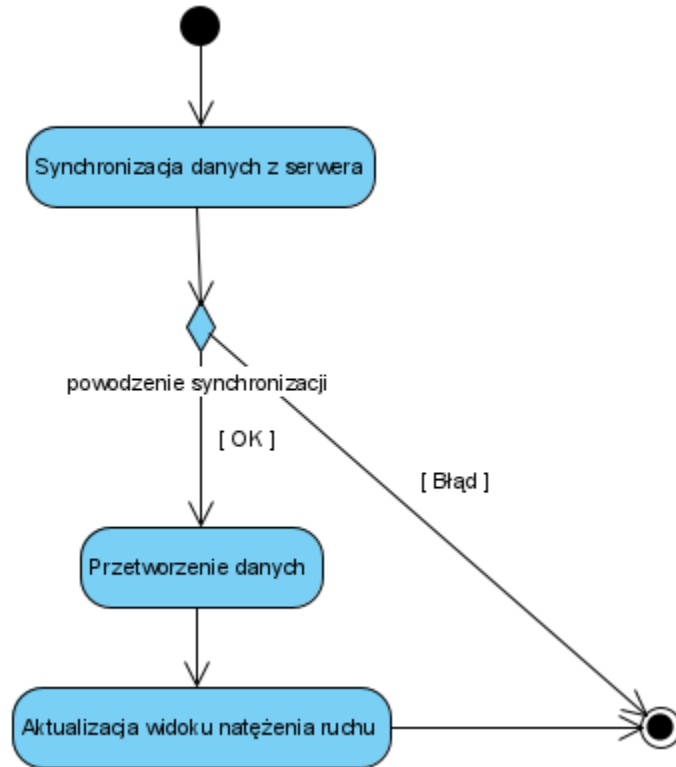 Synchronizacja danych z serwera
powodzenie synchronizacji
[ OK ]
[ Błąd ]
Przetworzenie danych
Aktualizacja widoku natężenia ruchu